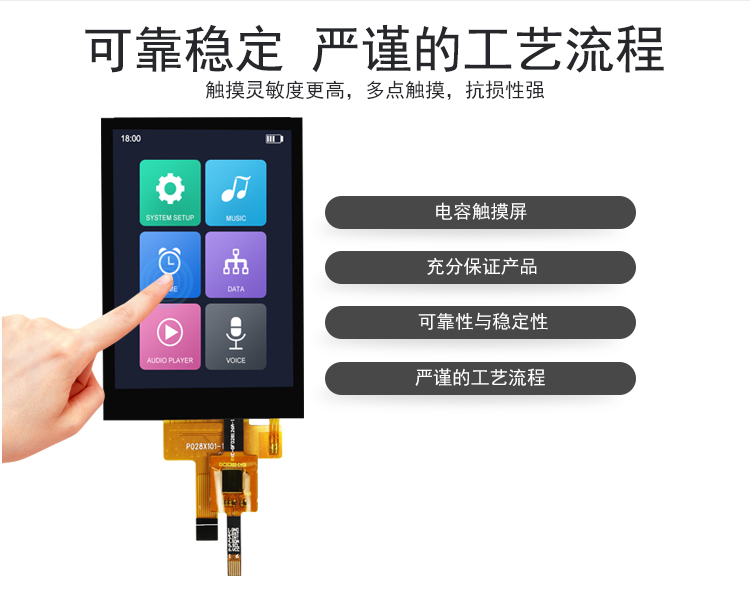 可靠稳定 严谨的工艺流程
触摸灵敏度更高，多点触摸，抗损性强
18:00
SYSTEM SETUP
MUSIC
DATA
AUDIO PLAYER
VOICE
电容触摸屏
充分保证产品
可靠性与稳定性
严谨的工艺流程
P028X101-1